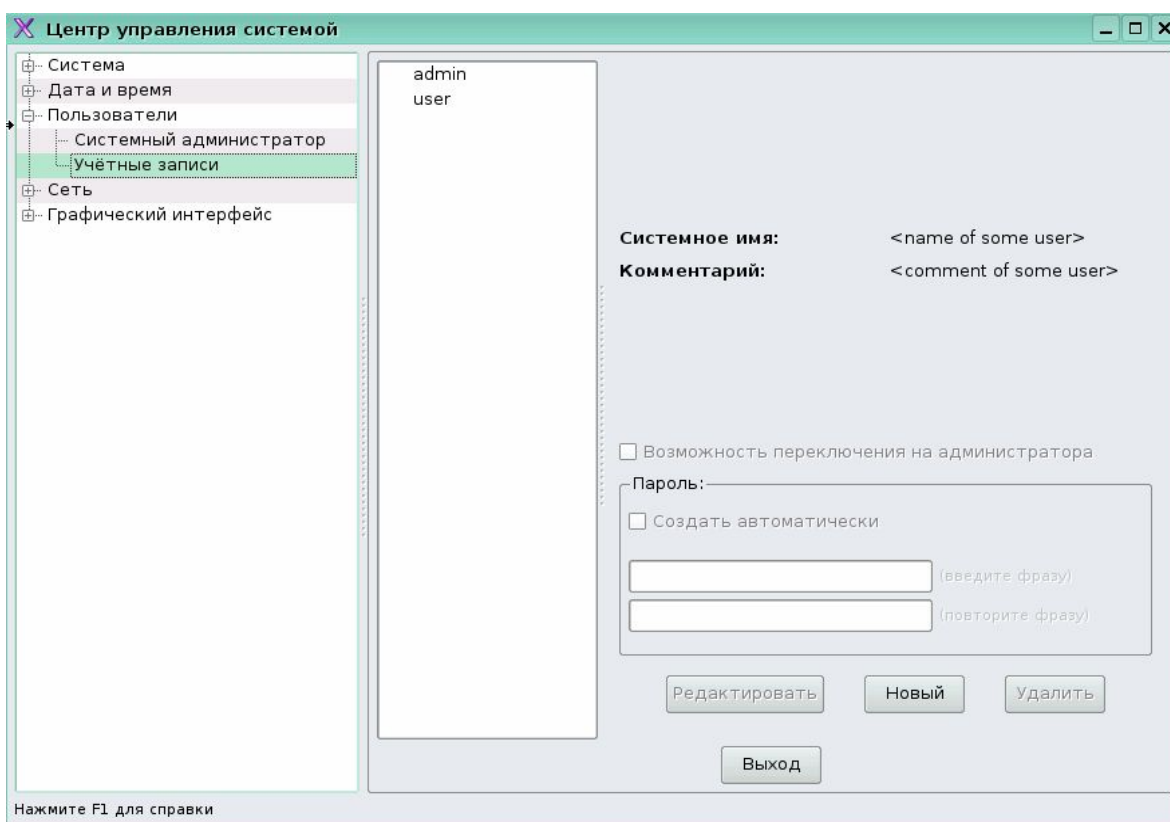 Центр управления системой
Система
Дата и время
Пользователи
Системный администратор
Учётные записи
Сеть
Графический интерфейс
admin
user
Системное имя: <name of some user>
Комментарий: <comment of some user>
Возможность переключения на администратора
Пароль:
Создать автоматически
(введите фразу)
(повторите фразу)
Редактировать Новый Удалить
Выход
Нажмите F1 для справки